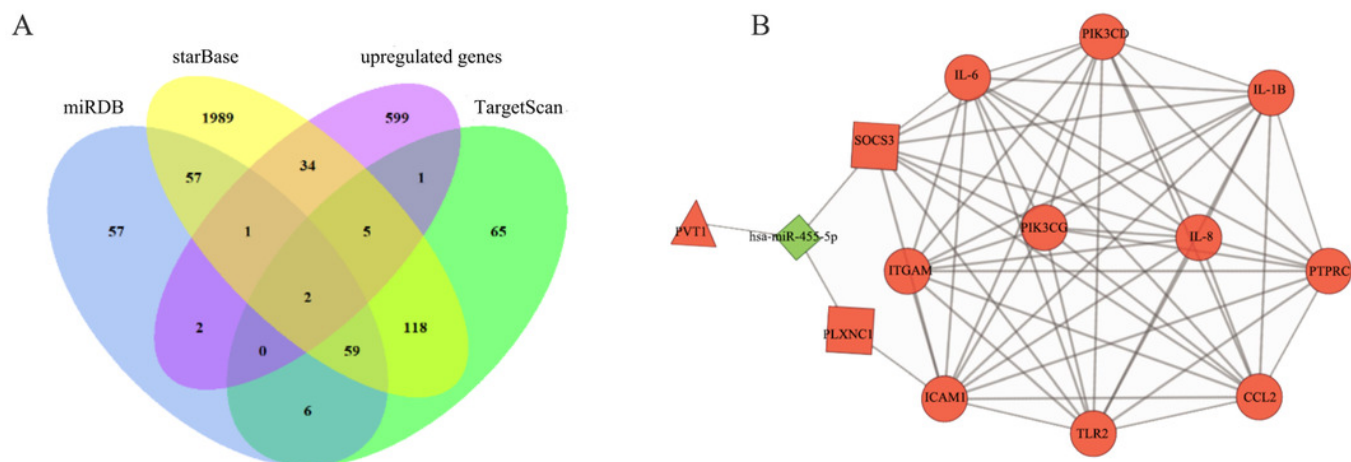 A
B
starBase
upregulated genes
miRDB
TargetScan
1989
599
57
34
1
57
1
5
65
2
2
118
0
59
6
PIK3CD
IL-6
IL-1B
SOCS3
PVT1
hsa-miR-455-5p
PIK3CG
IL-8
ITGAM
PTPRC
PLXNC1
ICAM1
CCL2
TLR2